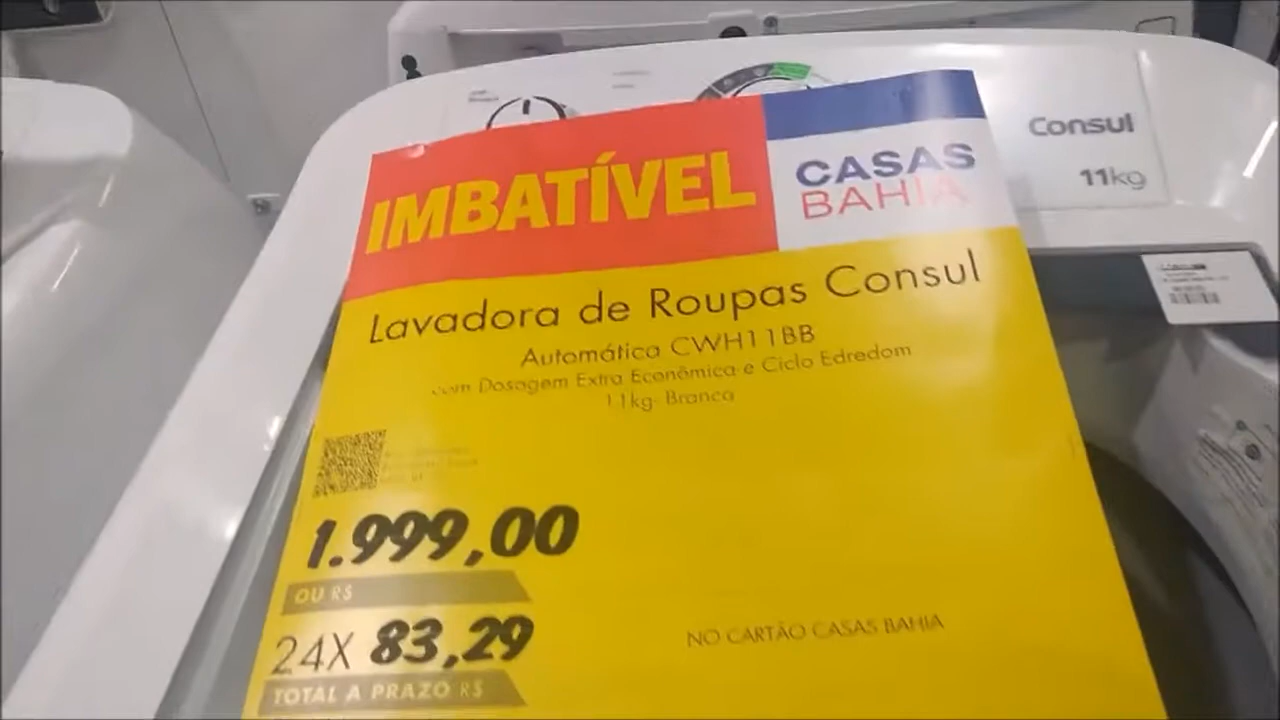 Consul
11kg
IMBATÍVEL
CASAS
BAHIA
Lavadora de Roupas Consul
Automática CWH11BB
com Dosagem Extra Econômica e Ciclo Edredom
11kg Branca
1.999,00
OU R$
24X 83,29
NO CARTÃO CASAS BAHIA
TOTAL A PRAZO R$